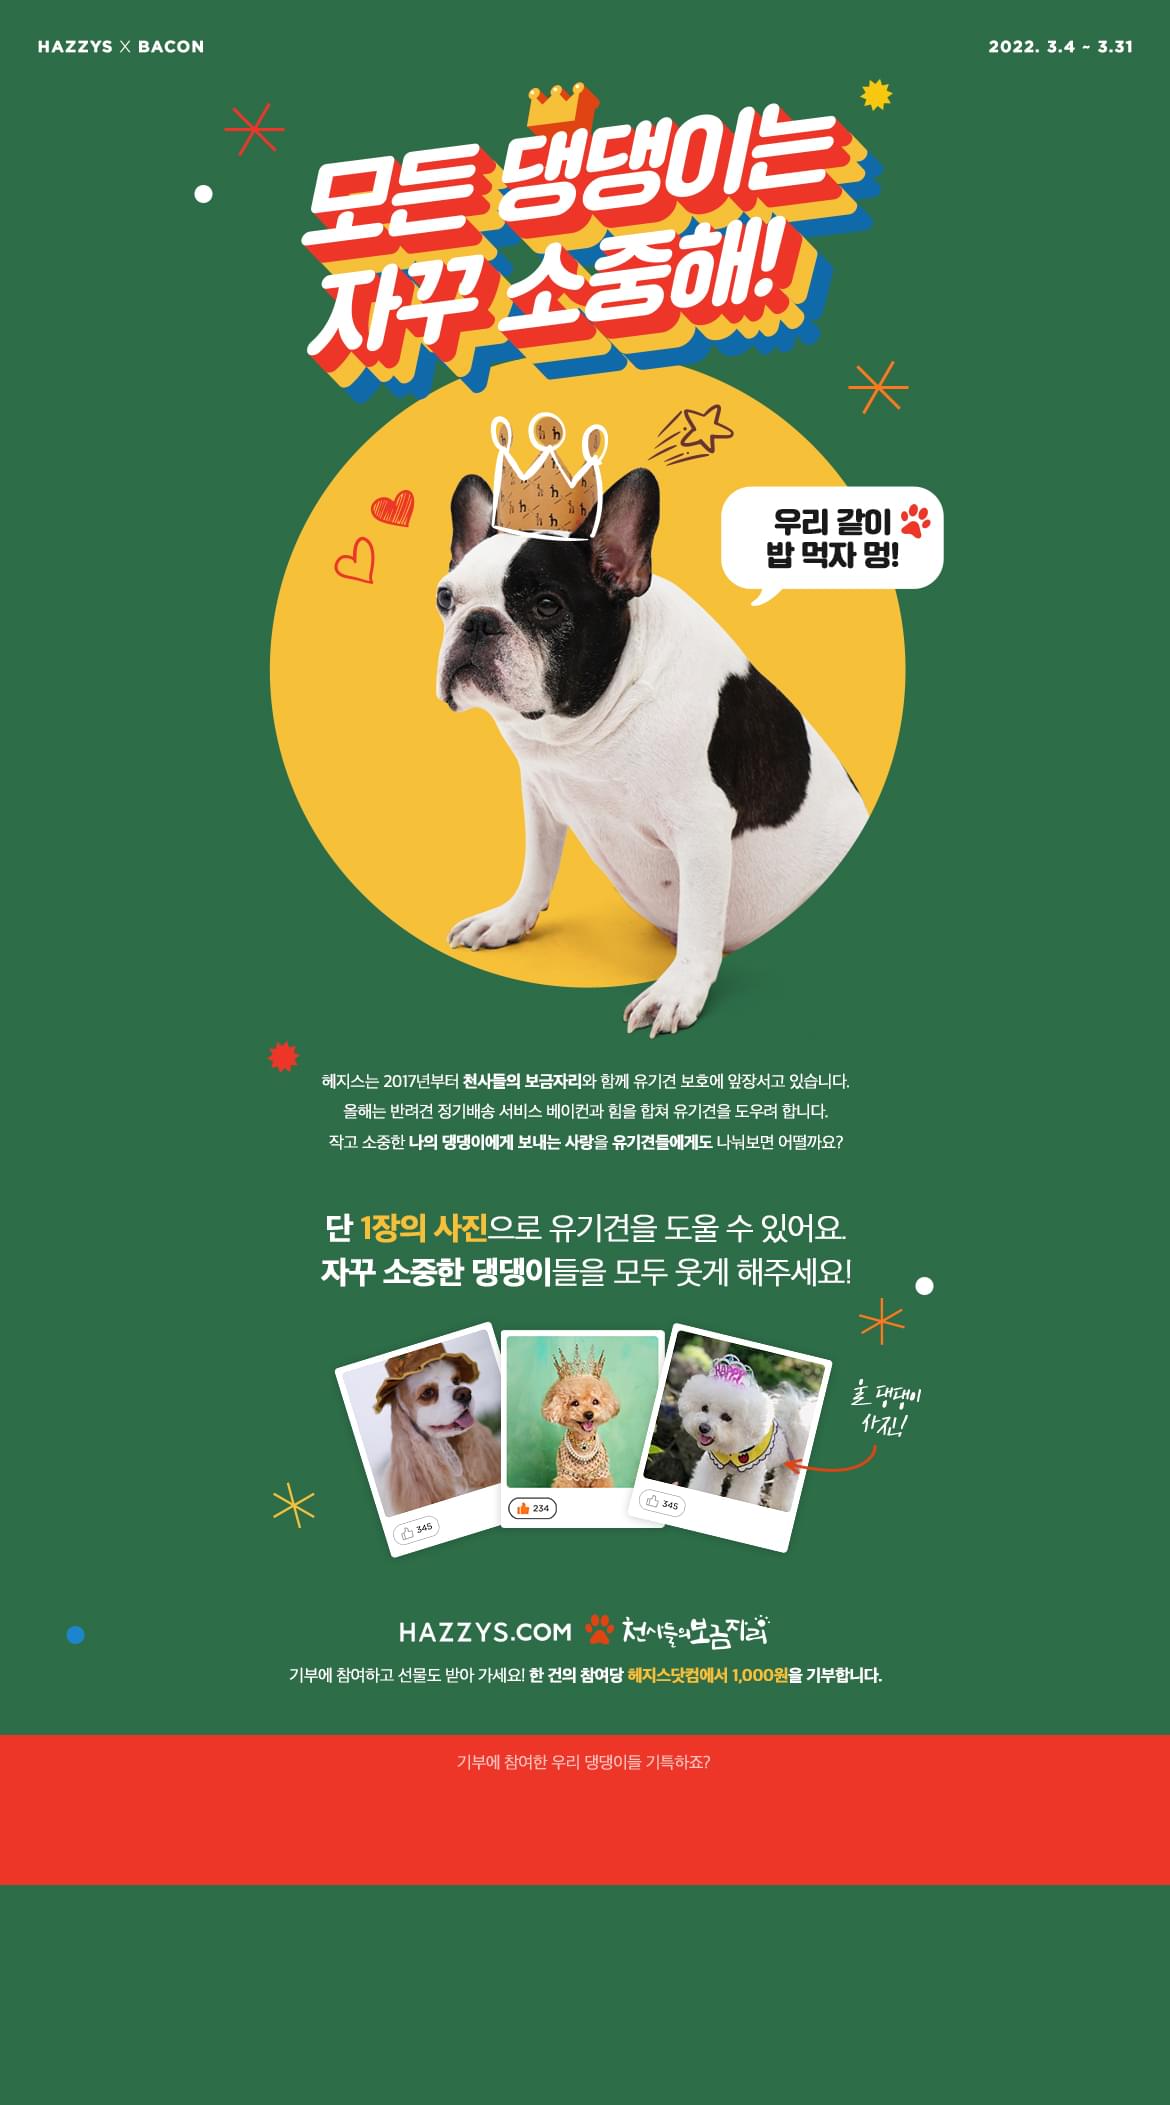 HAZZYS X BACON
2022. 3.4 ~ 3.31
모든 댕댕이는
자꾸 소중해!
우리 같이
밥 먹자 멍!
헤지스는 2017년부터 천사들의 보금자리와 함께 유기견 보호에 앞장서고 있습니다.
올해는 반려견 정기배송 서비스 베이컨과 힘을 합쳐 유기견을 도우려 합니다.
작고 소중한 나의 댕댕이에게 보내는 사랑을 유기견들에게도 나눠보면 어떨까요?
단 1장의 사진으로 유기견을 도울 수 있어요.
자꾸 소중한 댕댕이들을 모두 웃게 해주세요!
HAPPY
울 댕댕이
사진!
345
234
345
HAZZYS.COM 천사들의보금자리
기부에 참여하고 선물도 받아 가세요! 한 건의 참여당 헤지스닷컴에서 1,000원을 기부합니다.
기부에 참여한 우리 댕댕이들 기특하죠?